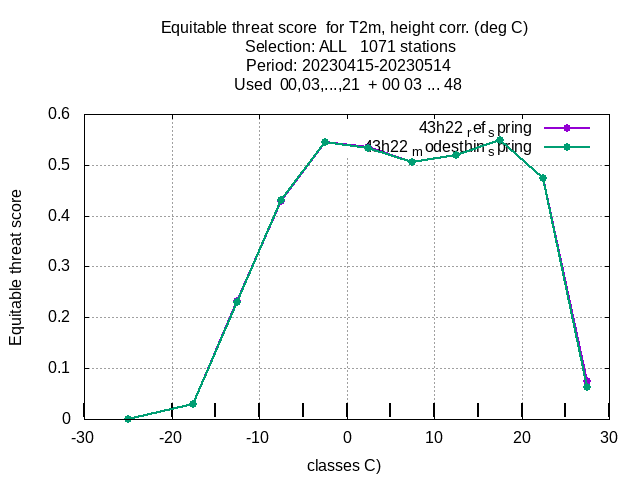 Equitable threat score  for T2m, height corr. (deg C)
Selection: ALL   1071 stations
Period: 20230415-20230514
Used  00,03,...,21  + 00 03 ... 48
43h22 ref spring
43h22 modesthin spring
0.6
0.5
0.4
0.3
0.2
0.1
0
Equitable threat score
-30 -20 -10 0 10 20 30
classes C)